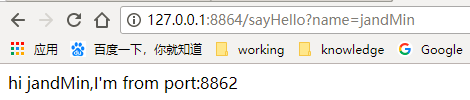 127.0.0.1:8864/sayHello?name=jandMin
应用 百度一下，你就知道 working knowledge Google
hi jandMin,I'm from port:8862